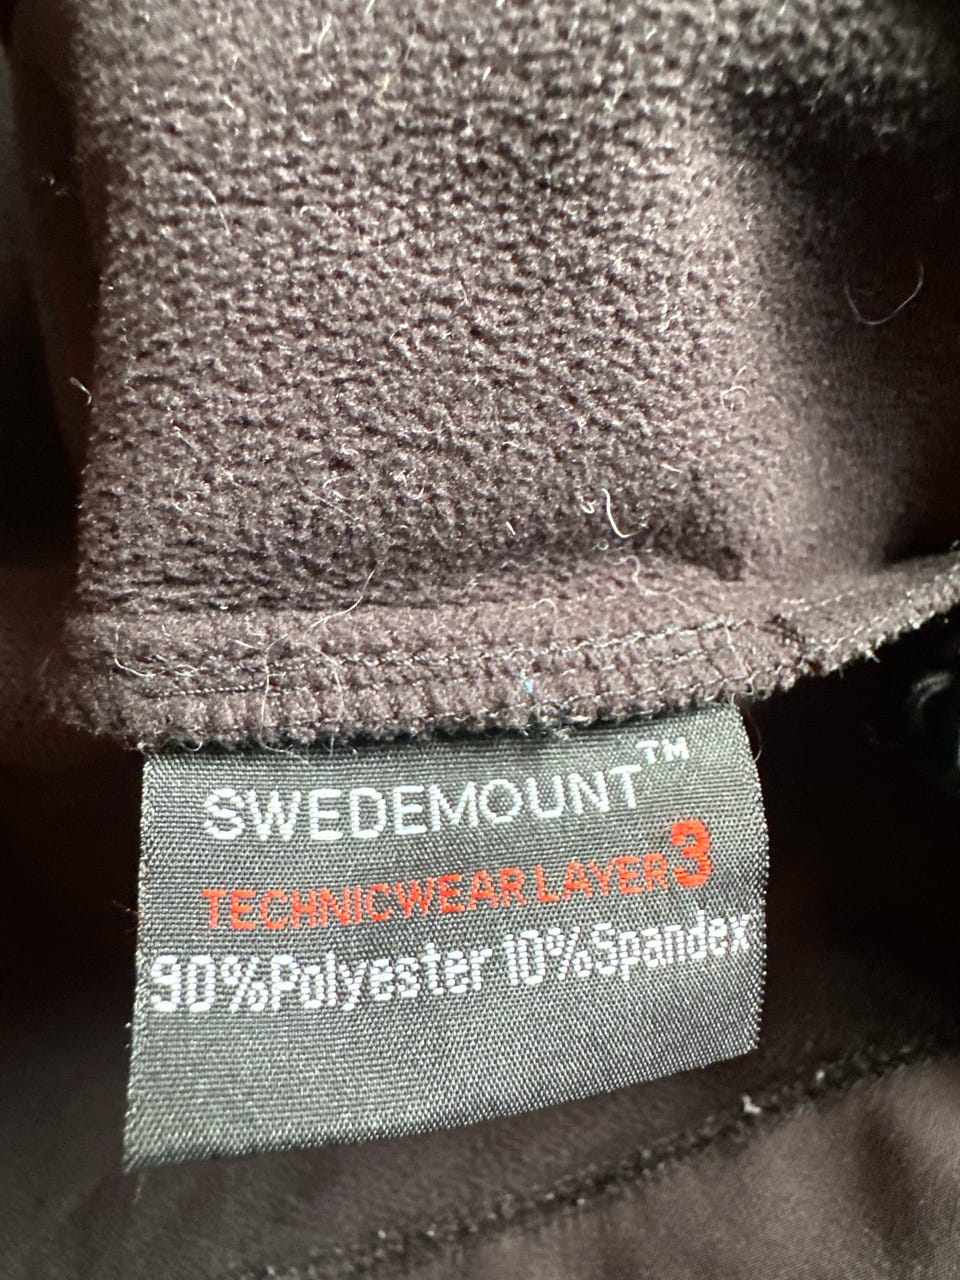 SWEDEMOUNT™
TECHNICWEAR LAYER 3
90%Polyester 10%Spandex